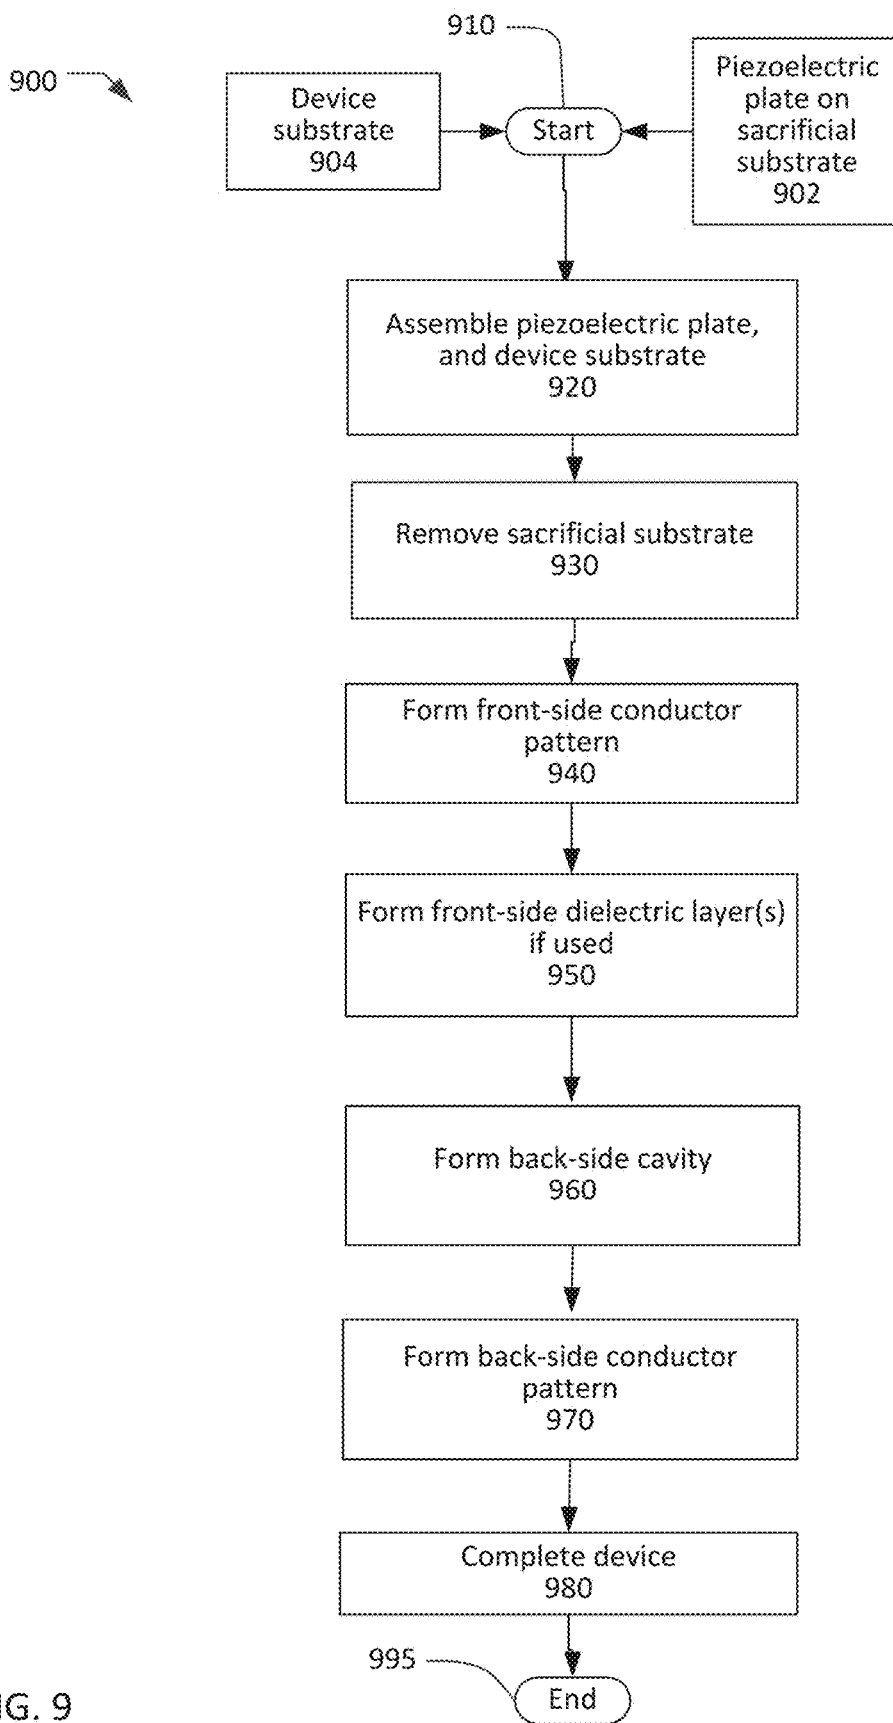 910
900
Device
substrate
904
Start
Piezoelectric
plate on
sacrificial
substrate
902
Assemble piezoelectric plate,
and device substrate
920
Remove sacrificial substrate
930
Form front-side conductor
pattern
940
Form front-side dielectric layer(s)
if used
950
Form back-side cavity
960
Form back-side conductor
pattern
970
Complete device
980
995
End
IG. 9